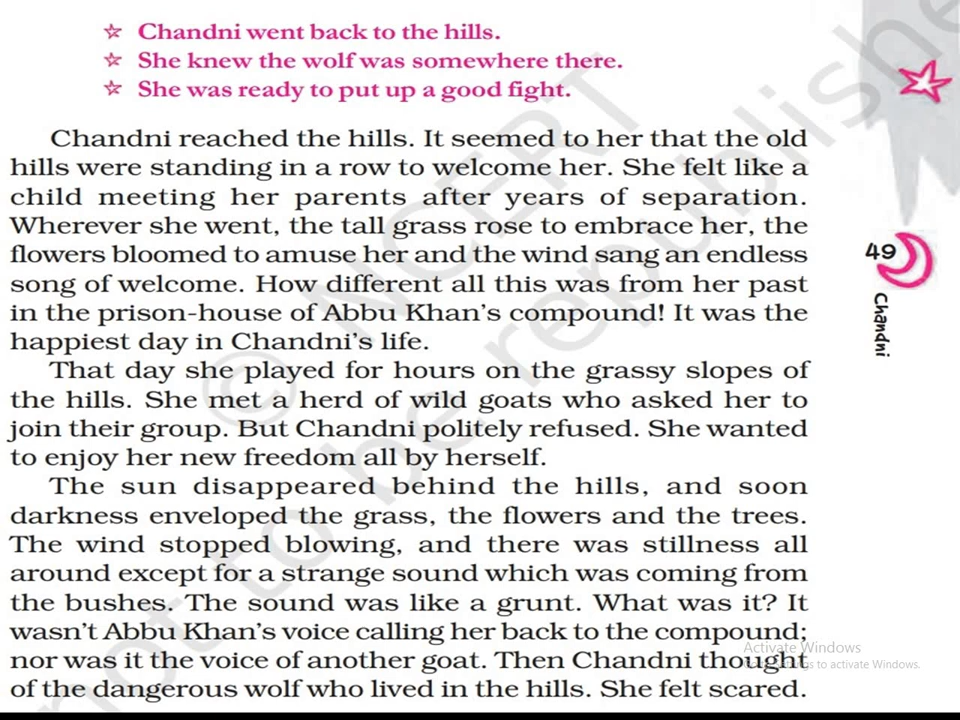 ☆ Chandni went back to the hills.
☆ She knew the wolf was somewhere there.
☆ She was ready to put up a good fight.
Chandni reached the hills. It seemed to her that the old
hills were standing in a row to welcome her. She felt like a
child meeting her parents after years of separation.
Wherever she went, the tall grass rose to embrace her, the
flowers bloomed to amuse her and the wind sang an endless
song of welcome. How different all this was from her past
in the prison-house of Abbu Khan's compound! It was the
happiest day in Chandni's life.
That day she played for hours on the grassy slopes of
the hills. She met a herd of wild goats who asked her to
join their group. But Chandni politely refused. She wanted
to enjoy her new freedom all by herself.
The sun disappeared behind the hills, and soon
darkness enveloped the grass, the flowers and the trees.
The wind stopped blowing, and there was stillness all
around except for a strange sound which was coming from
the bushes. The sound was like a grunt. What was it? It
wasn't Abbu Khan's voice calling her back to the compound;
nor was it the voice of another goat. Then Chandni thought
of the dangerous wolf who lived in the hills. She felt scared.
49
Chandni
© NCERT
not to be republished
Activate Windows
Go to Settings to activate Windows.